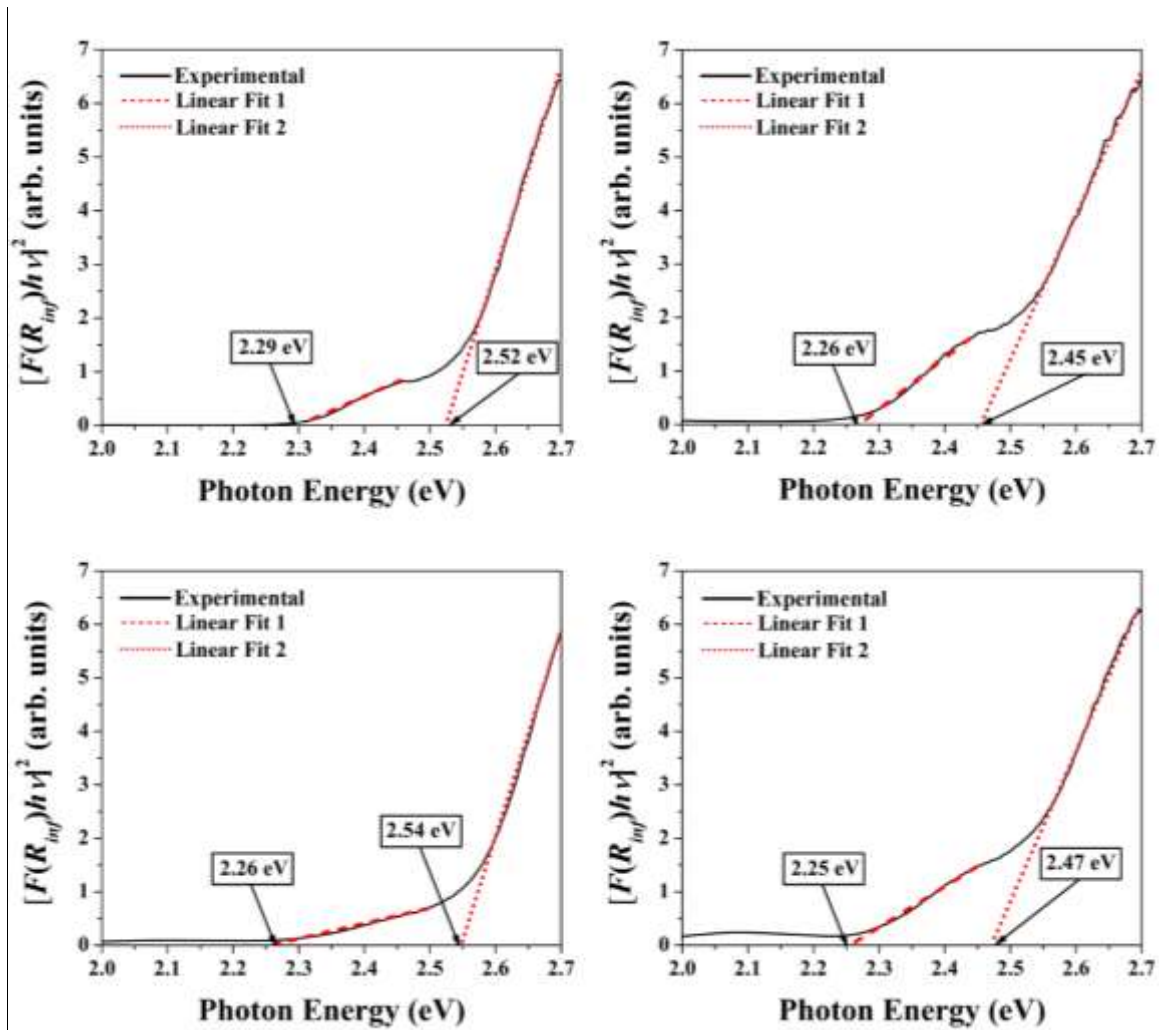 [F(R_inf)hν]² (arb. units)
7
6
5
4
3
2
1
0
Experimental
Linear Fit 1
Linear Fit 2
2.29 eV
2.52 eV
2.0 2.1 2.2 2.3 2.4 2.5 2.6 2.7
Photon Energy (eV)
[F(R_inf)hν]² (arb. units)
7
6
5
4
3
2
1
0
Experimental
Linear Fit 1
Linear Fit 2
2.26 eV
2.45 eV
2.0 2.1 2.2 2.3 2.4 2.5 2.6 2.7
Photon Energy (eV)
[F(R_inf)hν]² (arb. units)
7
6
5
4
3
2
1
0
Experimental
Linear Fit 1
Linear Fit 2
2.54 eV
2.26 eV
2.0 2.1 2.2 2.3 2.4 2.5 2.6 2.7
Photon Energy (eV)
[F(R_inf)hν]² (arb. units)
7
6
5
4
3
2
1
0
Experimental
Linear Fit 1
Linear Fit 2
2.25 eV
2.47 eV
2.0 2.1 2.2 2.3 2.4 2.5 2.6 2.7
Photon Energy (eV)